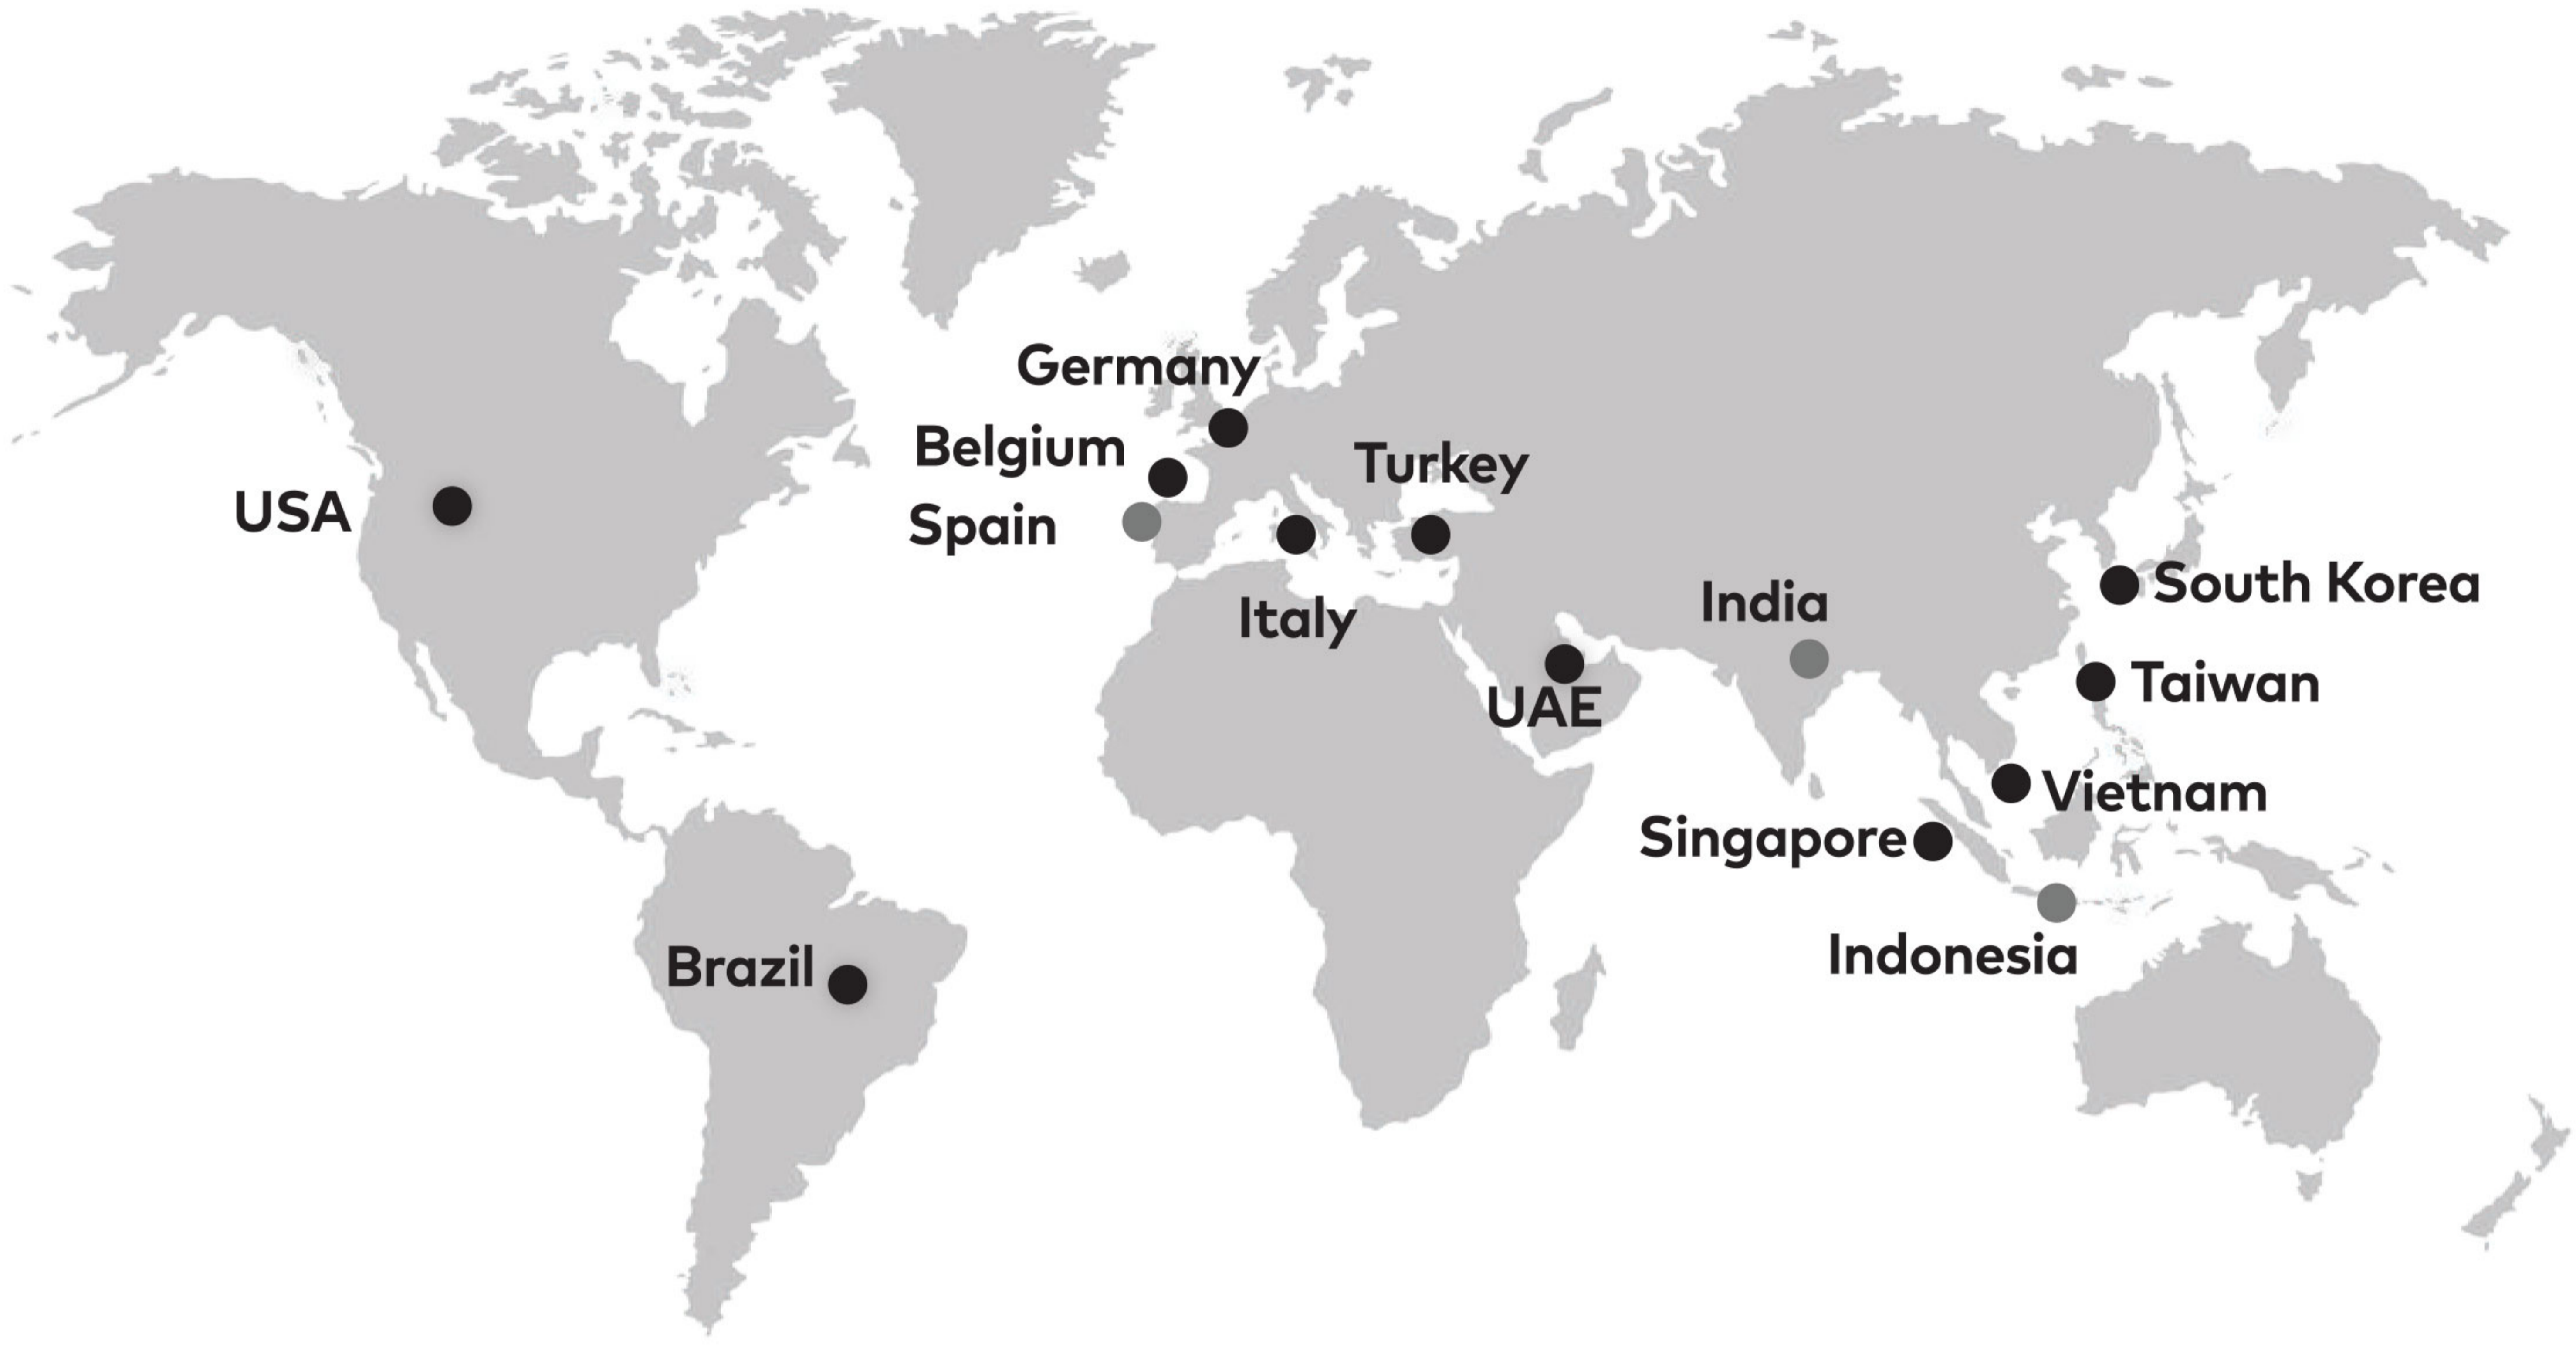 Germany
Belgium
Turkey
USA
Spain
South Korea
India
Italy
Taiwan
UAE
Vietnam
Singapore
Indonesia
Brazil